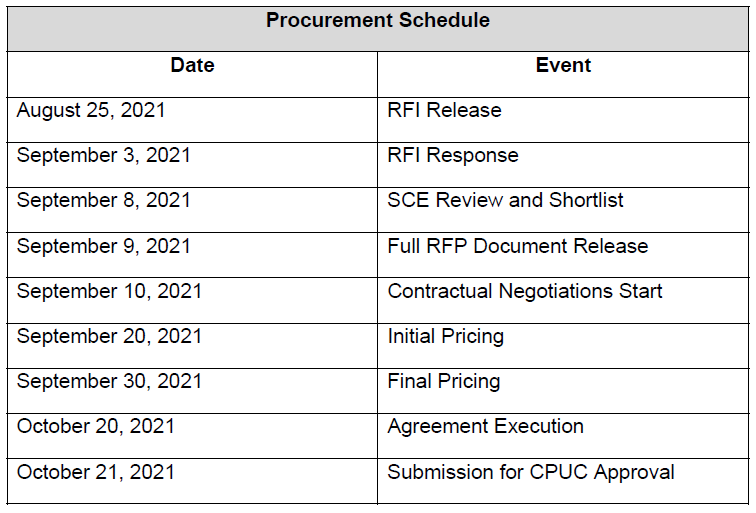 Procurement Schedule
Date Event
August 25, 2021 RFI Release
September 3, 2021 RFI Response
September 8, 2021 SCE Review and Shortlist
September 9, 2021 Full RFP Document Release
September 10, 2021 Contractual Negotiations Start
September 20, 2021 Initial Pricing
September 30, 2021 Final Pricing
October 20, 2021 Agreement Execution
October 21, 2021 Submission for CPUC Approval